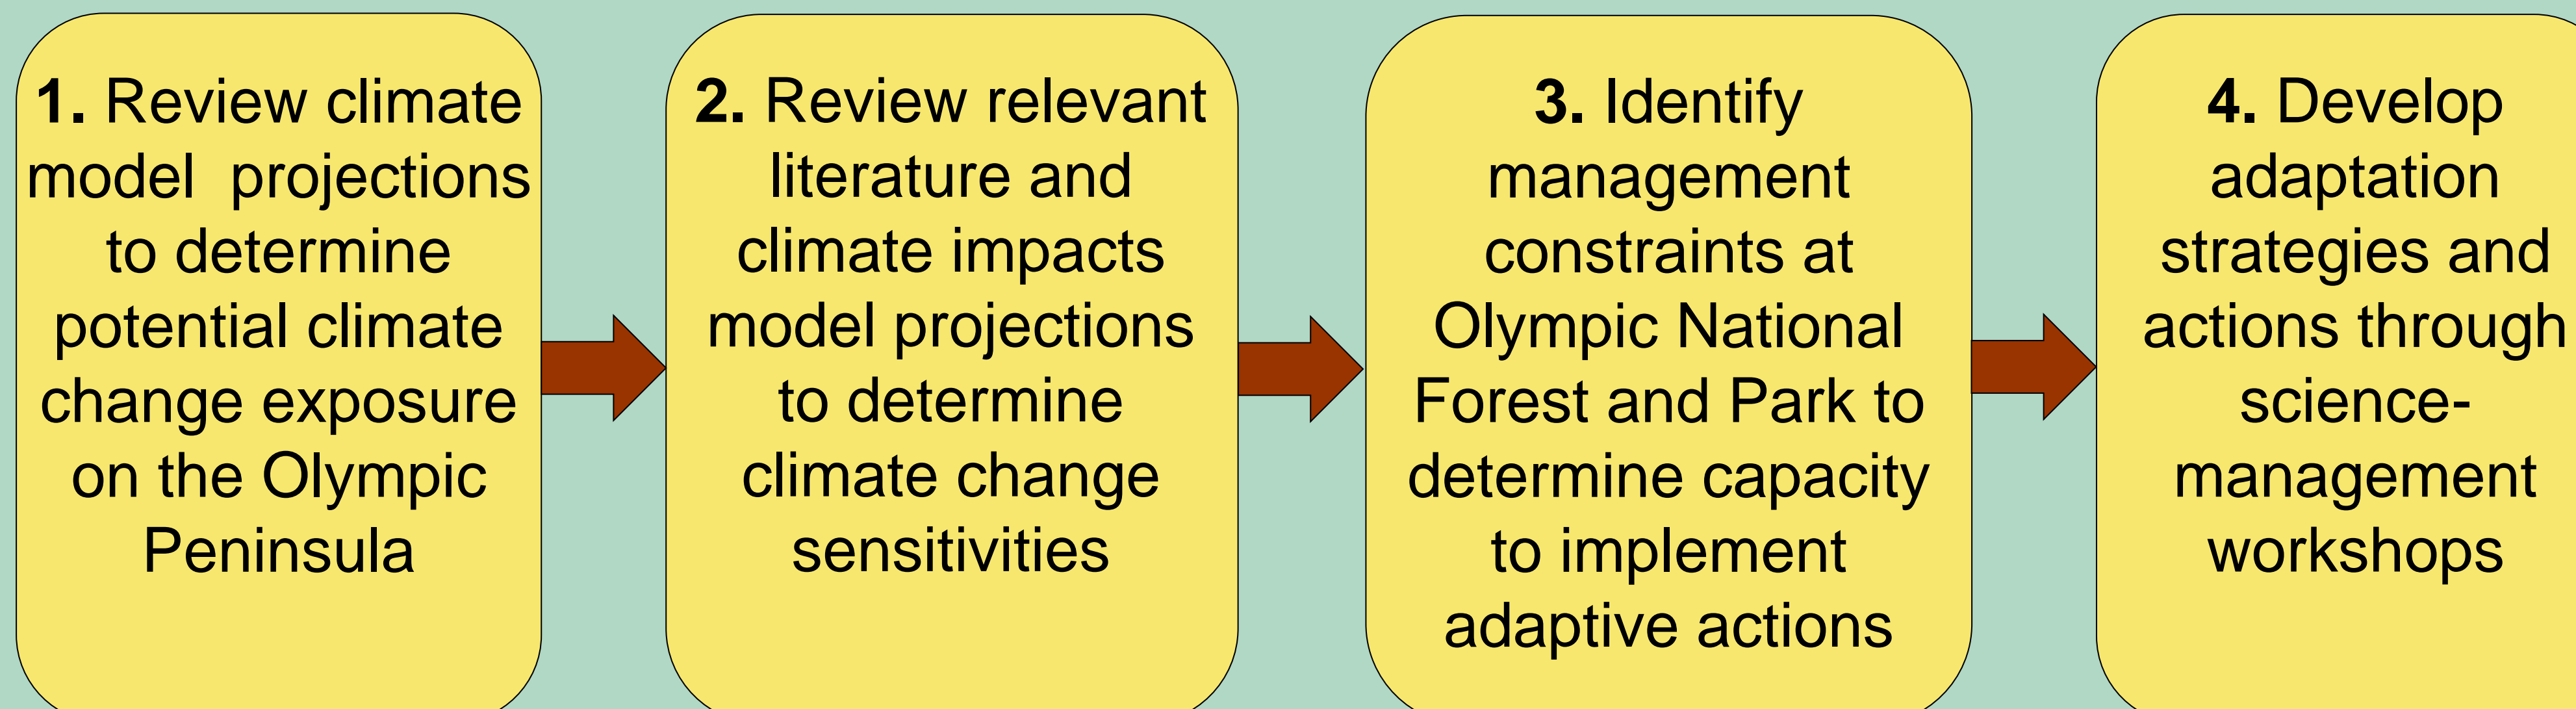 1. Review climate
model  projections
to determine
potential climate
change exposure
on the Olympic
Peninsula
2. Review relevant
literature and
climate impacts
model projections
to determine
climate change
sensitivities
3. Identify
management
constraints at
Olympic National
Forest and Park to
determine capacity
to implement
adaptive actions
4. Develop
adaptation
strategies and
actions through
science-
management
workshops